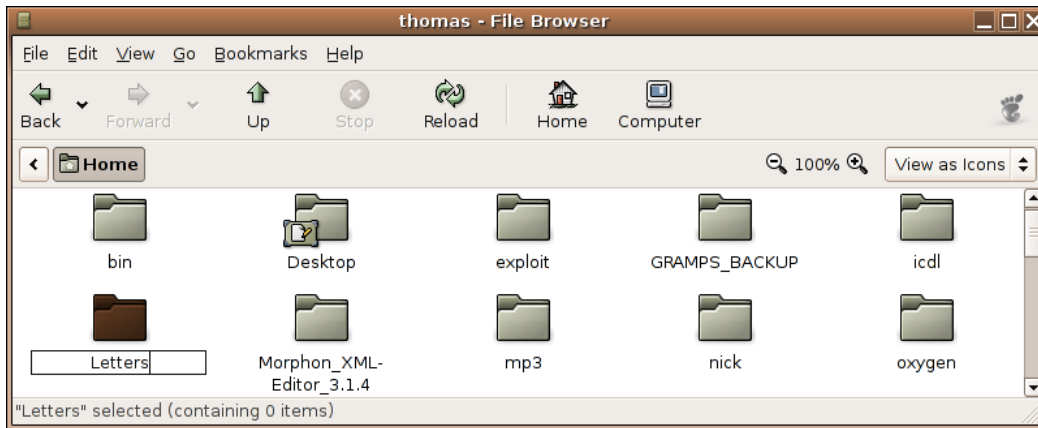 thomas - File Browser
File Edit View Go Bookmarks Help
Back Forward Up Stop Reload Home Computer
Home 100% View as Icons
bin Desktop exploit GRAMPS_BACKUP icdl
Letters Morphon_XML- mp3 nick oxygen
Editor_3.1.4
"Letters" selected (containing 0 items)